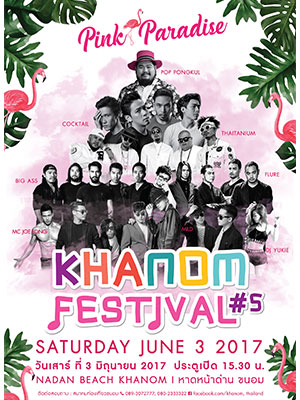 Pink Paradise
POP PONGKUL
COCKTAIL
THAITANIUM
BIG ASS
FLURE
MC JOEBONG
MILD
DJ YUKIE
KHANOM
FESTIVAL #5
SATURDAY JUNE 3 2017
วันเสาร์ ที่ 3 มิถุนายน 2017 ประตูเปิด 15.30 น.
NADAN BEACH KHANOM | หาดหน้าด่าน ขนอม